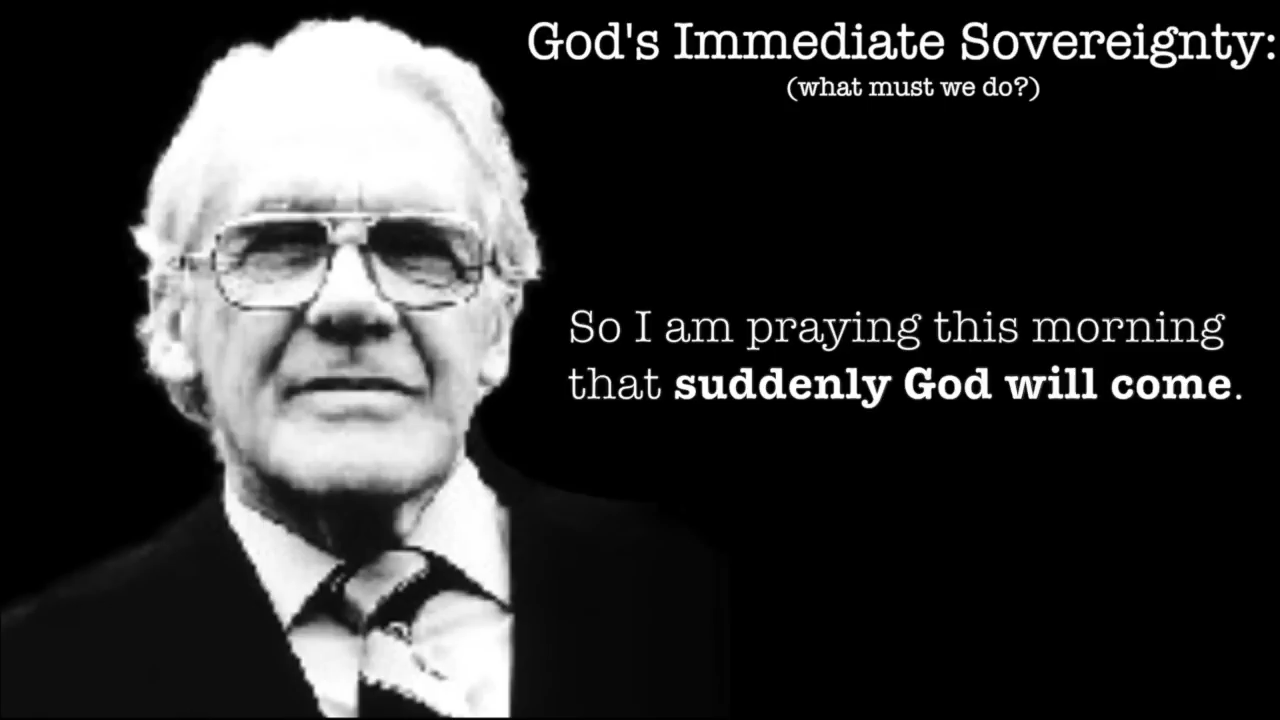 God's Immediate Sovereignty:
(what must we do?)
So I am praying this morning
that suddenly God will come.